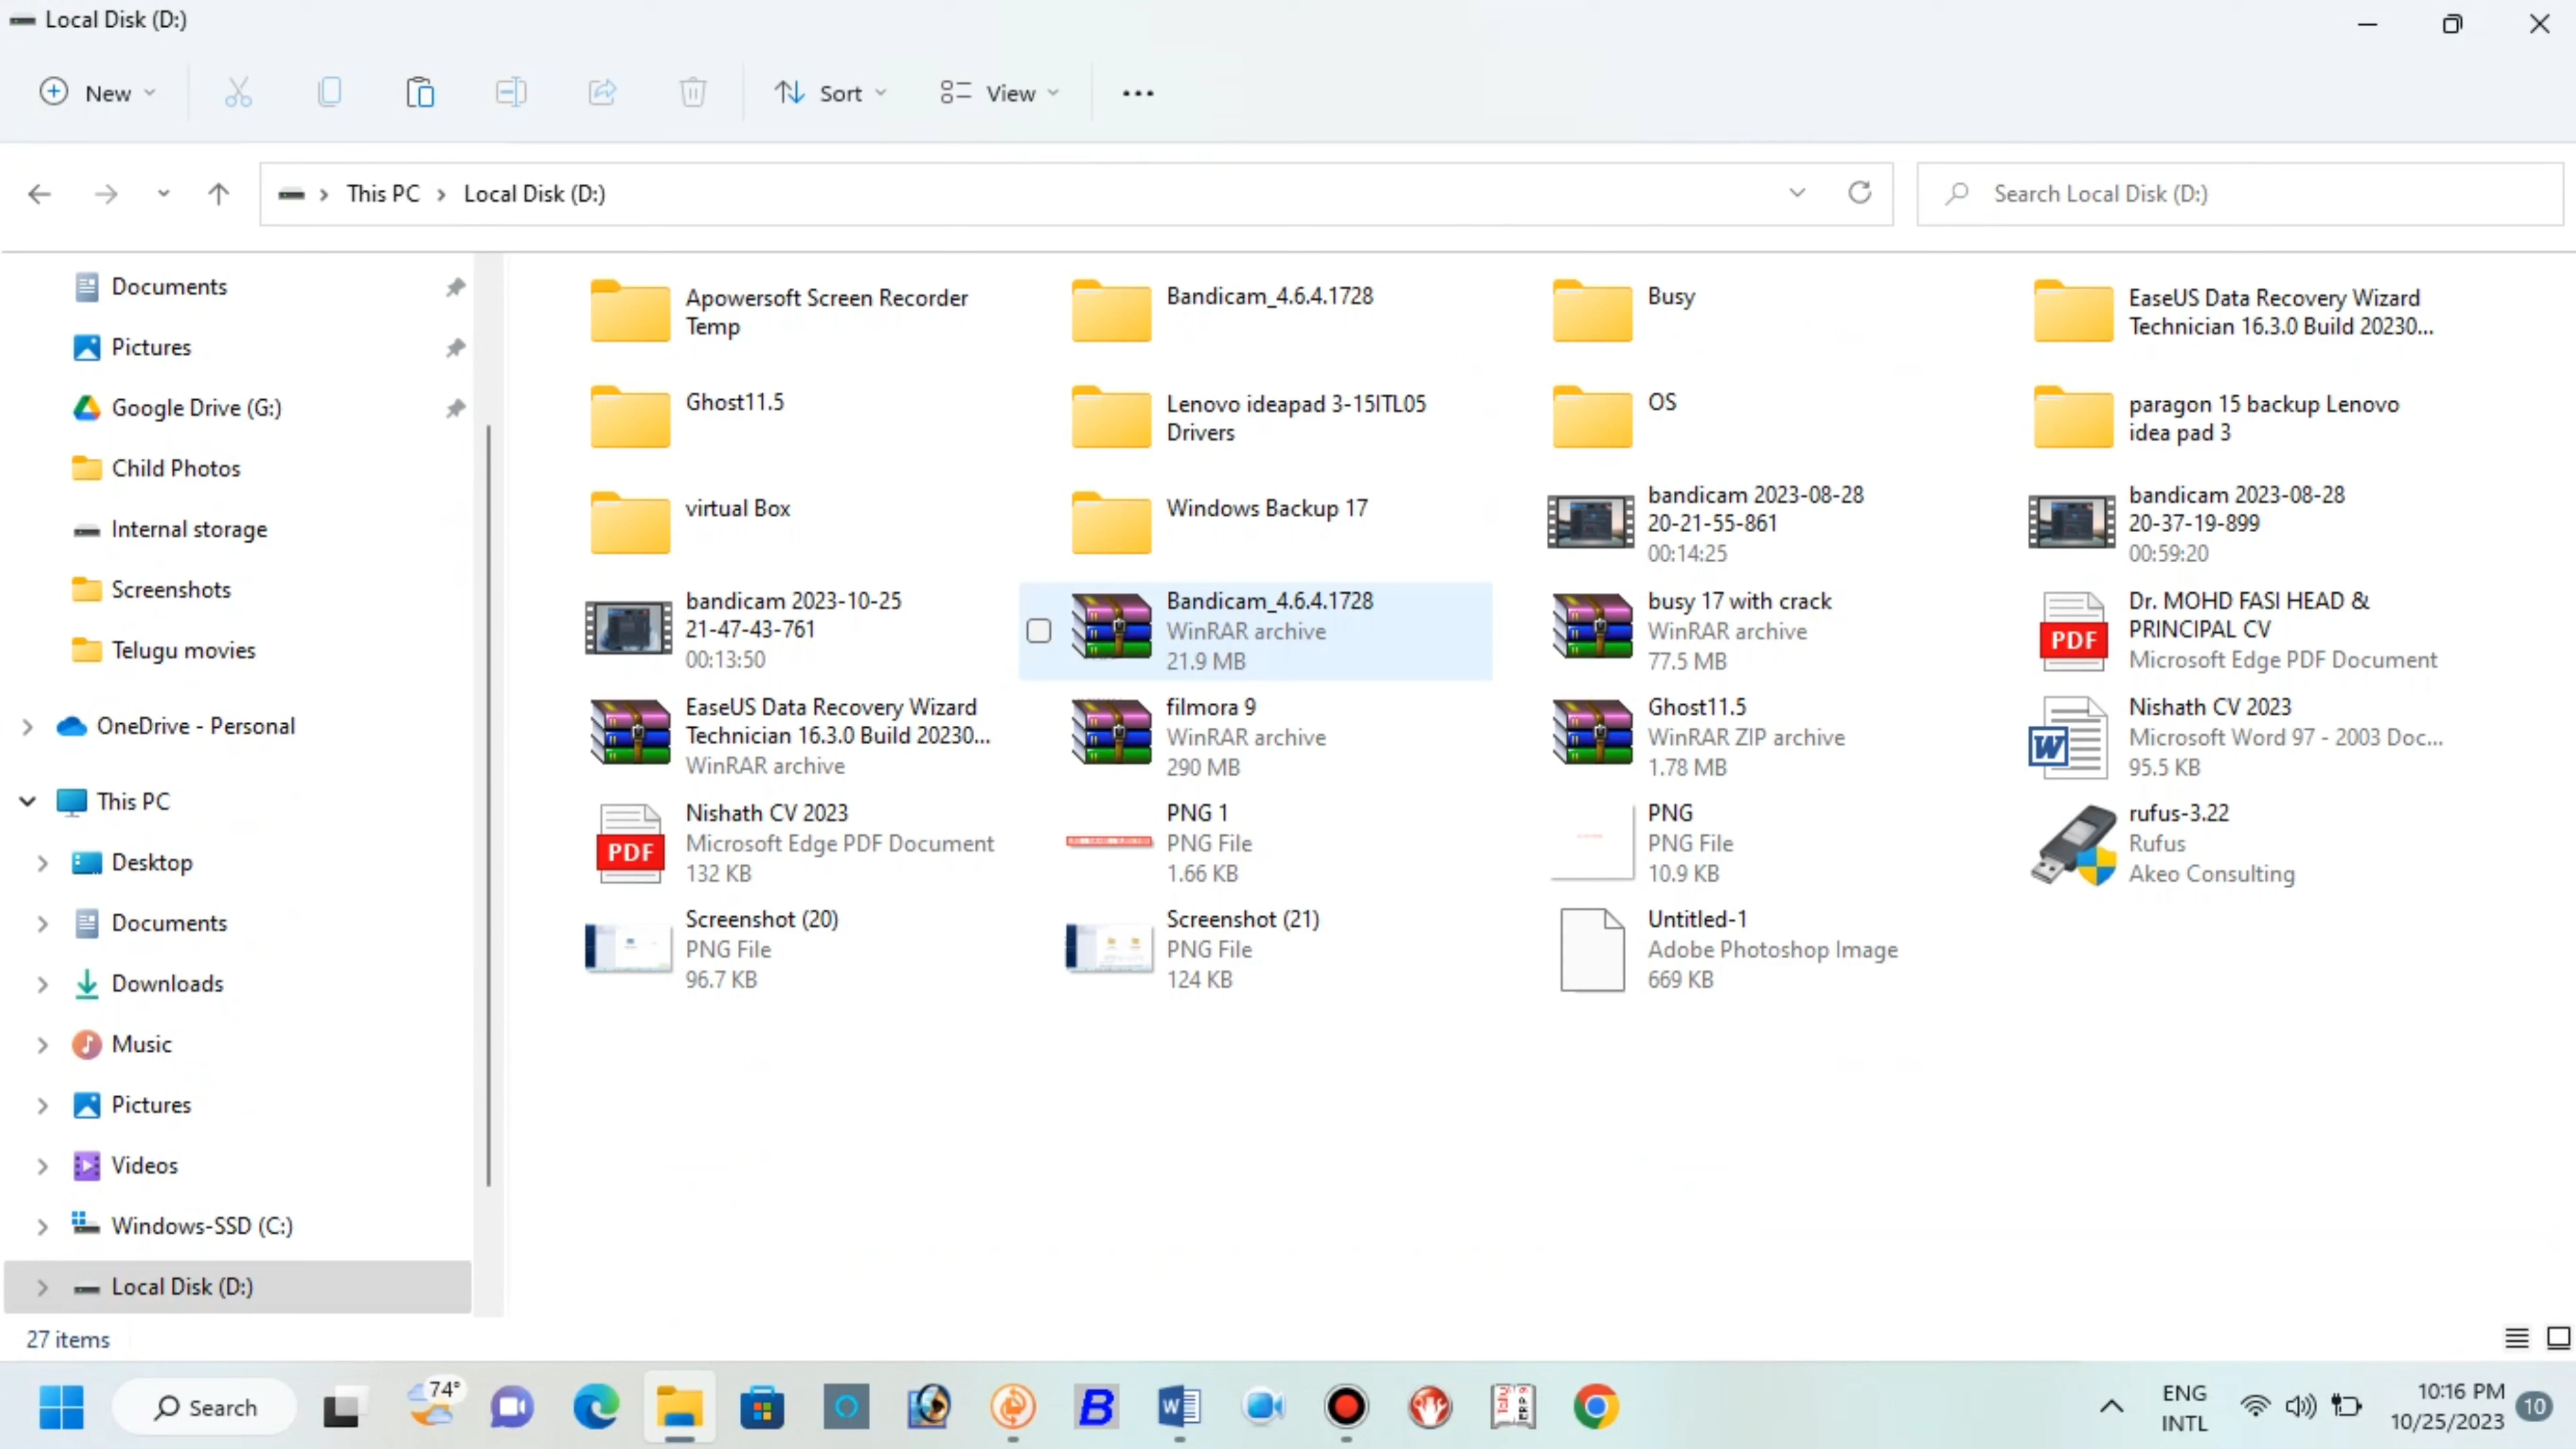 Local Disk (D:)
New
Sort
View
This PC
Local Disk (D:)
Search Local Disk (D:)
Documents
Pictures
Google Drive (G:)
Child Photos
Internal storage
Screenshots
Telugu movies
OneDrive - Personal
This PC
Desktop
Documents
Downloads
Music
Pictures
Videos
Windows-SSD (C:)
Local Disk (D:)
Apowersoft Screen Recorder
Temp
Bandicam_4.6.4.1728
Busy
EaseUS Data Recovery Wizard
Technician 16.3.0 Build 20230...
Ghost11.5
Lenovo ideapad 3-15ITL05
Drivers
OS
paragon 15 backup Lenovo
idea pad 3
virtual Box
Windows Backup 17
bandicam 2023-08-28
20-21-55-861
00:14:25
bandicam 2023-08-28
20-37-19-899
00:59:20
bandicam 2023-10-25
21-47-43-761
00:13:50
Bandicam_4.6.4.1728
WinRAR archive
21.9 MB
busy 17 with crack
WinRAR archive
77.5 MB
PDF
Dr. MOHD FASI HEAD &
PRINCIPAL CV
Microsoft Edge PDF Document
EaseUS Data Recovery Wizard
Technician 16.3.0 Build 20230...
WinRAR archive
filmora 9
WinRAR archive
290 MB
Ghost11.5
WinRAR ZIP archive
1.78 MB
W
Nishath CV 2023
Microsoft Word 97 - 2003 Doc...
95.5 KB
PDF
Nishath CV 2023
Microsoft Edge PDF Document
132 KB
PNG 1
PNG File
1.66 KB
PNG
PNG File
10.9 KB
rufus-3.22
Rufus
Akeo Consulting
Screenshot (20)
PNG File
96.7 KB
Screenshot (21)
PNG File
124 KB
Untitled-1
Adobe Photoshop Image
669 KB
27 items
Search
74°
B
W
Tally
ERP 9
ENG
INTL
10:16 PM
10/25/2023
10